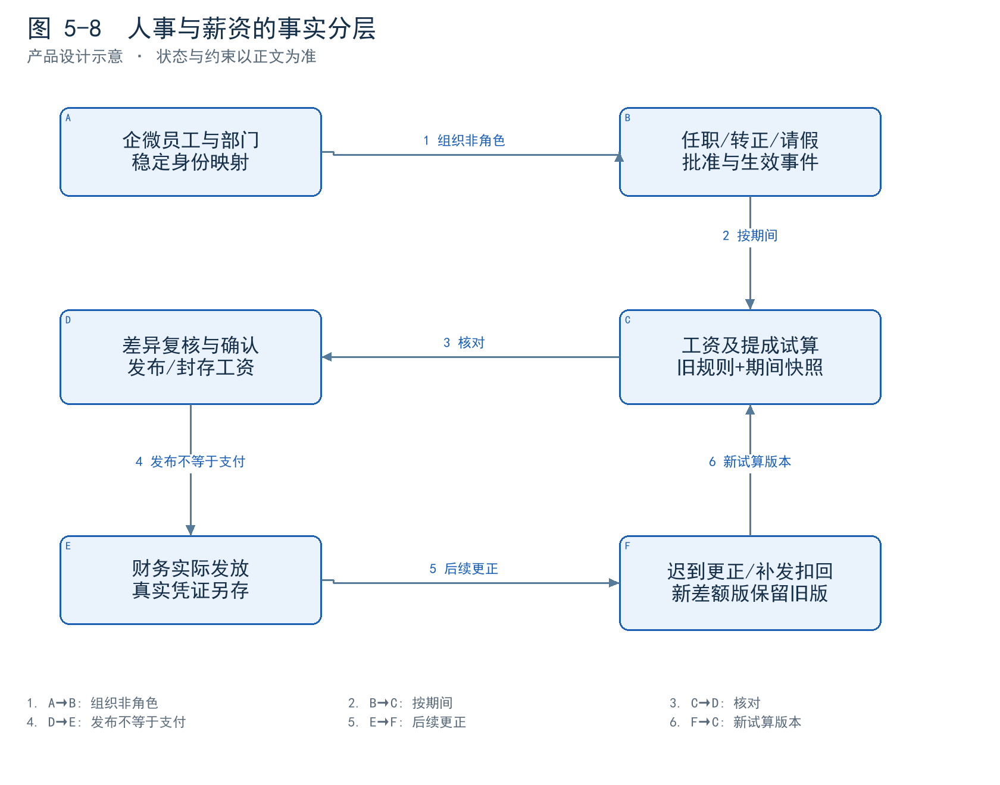 图 5-8 人事与薪资的事实分层
产品设计示意 · 状态与约束以正文为准
A
企微员工与部门
稳定身份映射
1 组织非角色
B
任职/转正/请假
批准与生效事件
2 按期间
D
差异复核与确认
发布/封存工资
3 核对
C
工资及提成试算
旧规则+期间快照
4 发布不等于支付
6 新试算版本
E
财务实际发放
真实凭证另存
5 后续更正
F
迟到更正/补发扣回
新差额版保留旧版
1. A→B: 组织非角色
2. B→C: 按期间
3. C→D: 核对
4. D→E: 发布不等于支付
5. E→F: 后续更正
6. F→C: 新试算版本